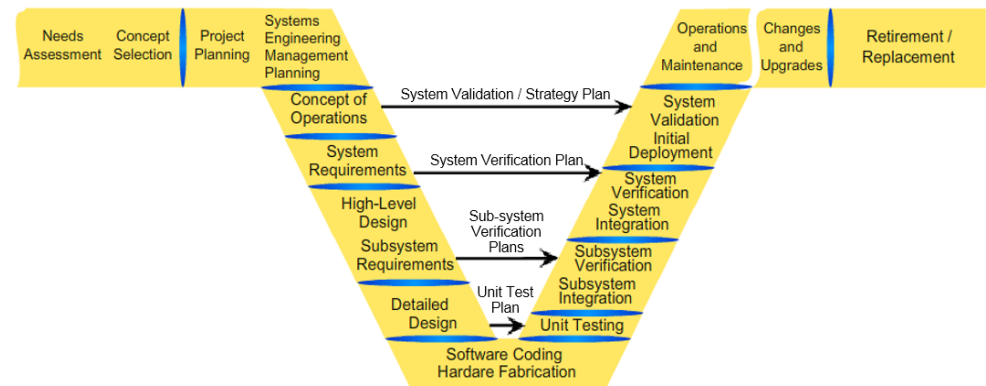 Needs
Assessment
Concept
Selection
Project
Planning
Systems
Engineering
Management
Planning
Operations
and
Maintenance
Changes
and
Upgrades
Retirement /
Replacement
Concept of
Operations
System Validation / Strategy Plan
System
Validation
Initial
Deployment
System
Requirements
System Verification Plan
System
Verification
System
Integration
High-Level
Design
Subsystem
Requirements
Sub-system
Verification
Plans
Subsystem
Verification
Subsystem
Integration
Detailed
Design
Unit Test
Plan
Unit Testing
Software Coding
Hardare Fabrication